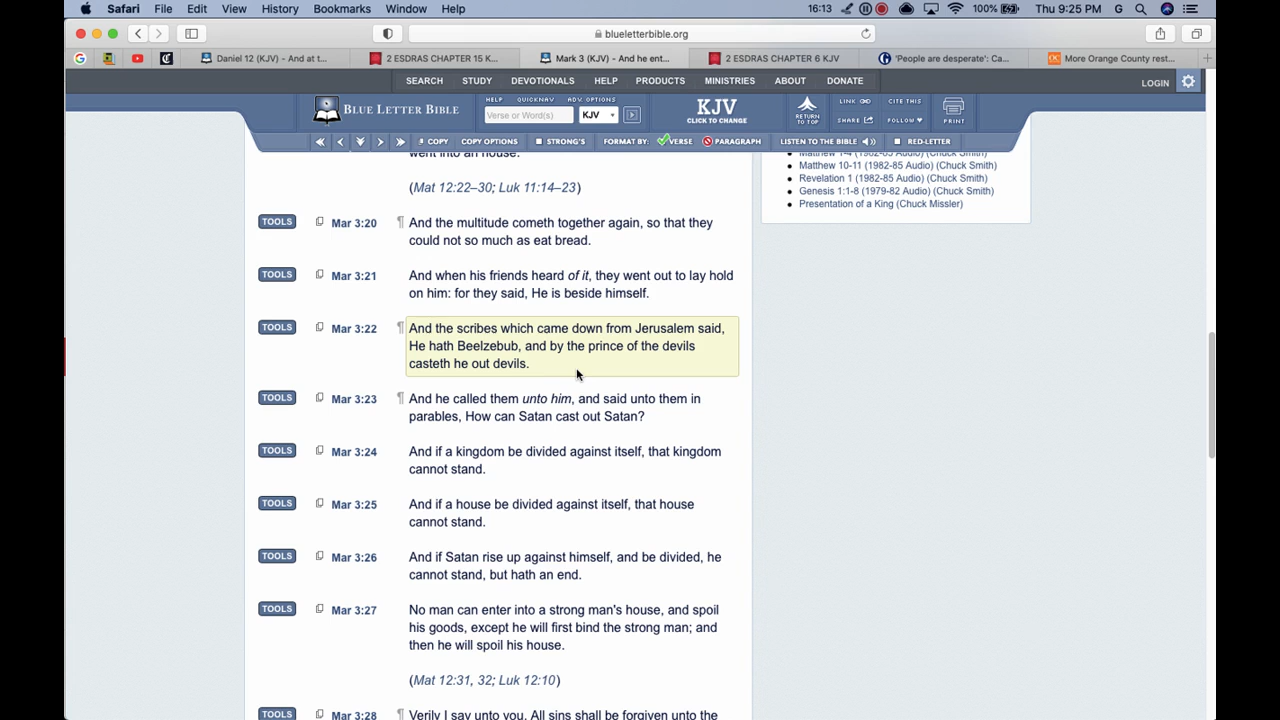 Safari File Edit View History Bookmarks Window Help 16:13 100% Thu 9:25 PM G
blueletterbible.org
Daniel 12 (KJV) - And at t... 2 ESDRAS CHAPTER 15 K... Mark 3 (KJV) - And he ent... 2 ESDRAS CHAPTER 6 KJV 'People are desperate': Ca... More Orange County rest...
SEARCH STUDY DEVOTIONALS HELP PRODUCTS MINISTRIES ABOUT DONATE LOGIN
HELP QUICKNAV ADV. OPTIONS
BLUE LETTER BIBLE Verse or Word(s) KJV
KJV
CLICK TO CHANGE
RETURN
TO TOP
LINK CITE THIS
SHARE FOLLOW PRINT
COPY COPY OPTIONS STRONG'S FORMAT BY: VERSE PARAGRAPH LISTEN TO THE BIBLE RED-LETTER
went into an house.
(Mat 12:22–30; Luk 11:14–23)
TOOLS Mar 3:20 ¶ And the multitude cometh together again, so that they
could not so much as eat bread.
TOOLS Mar 3:21 And when his friends heard of it, they went out to lay hold
on him: for they said, He is beside himself.
TOOLS Mar 3:22 ¶ And the scribes which came down from Jerusalem said,
He hath Beelzebub, and by the prince of the devils
casteth he out devils.
TOOLS Mar 3:23 ¶ And he called them unto him, and said unto them in
parables, How can Satan cast out Satan?
TOOLS Mar 3:24 And if a kingdom be divided against itself, that kingdom
cannot stand.
TOOLS Mar 3:25 And if a house be divided against itself, that house
cannot stand.
TOOLS Mar 3:26 And if Satan rise up against himself, and be divided, he
cannot stand, but hath an end.
TOOLS Mar 3:27 No man can enter into a strong man's house, and spoil
his goods, except he will first bind the strong man; and
then he will spoil his house.
(Mat 12:31, 32; Luk 12:10)
TOOLS Mar 3:28 ¶ Verily I say unto you, All sins shall be forgiven unto the
Matthew 1-4 (1982-85 Audio) (Chuck Smith)
Matthew 10-11 (1982-85 Audio) (Chuck Smith)
Revelation 1 (1982-85 Audio) (Chuck Smith)
Genesis 1:1-8 (1979-82 Audio) (Chuck Smith)
Presentation of a King (Chuck Missler)